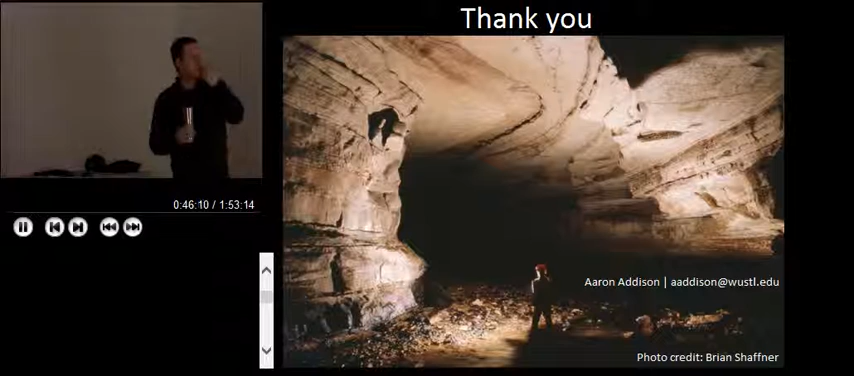 Thank you
0:46:10 / 1:53:14
Aaron Addison | aaddison@wustl.edu
Photo credit: Brian Shaffner